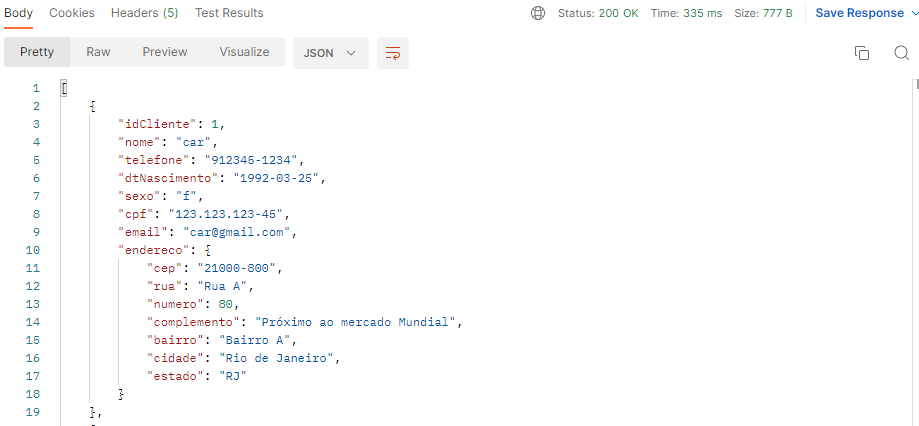 Body Cookies Headers (5) Test Results Status: 200 OK Time: 335 ms Size: 777 B Save Response
Pretty Raw Preview Visualize JSON
1 [
2 {
3 "idCliente": 1,
4 "nome": "car",
5 "telefone": "912345-1234",
6 "dtNascimento": "1992-03-25",
7 "sexo": "f",
8 "cpf": "123.123.123-45",
9 "email": "car@gmail.com",
10 "endereco": {
11 "cep": "21000-800",
12 "rua": "Rua A",
13 "numero": 80,
14 "complemento": "Próximo ao mercado Mundial",
15 "bairro": "Bairro A",
16 "cidade": "Rio de Janeiro",
17 "estado": "RJ"
18 }
19 },